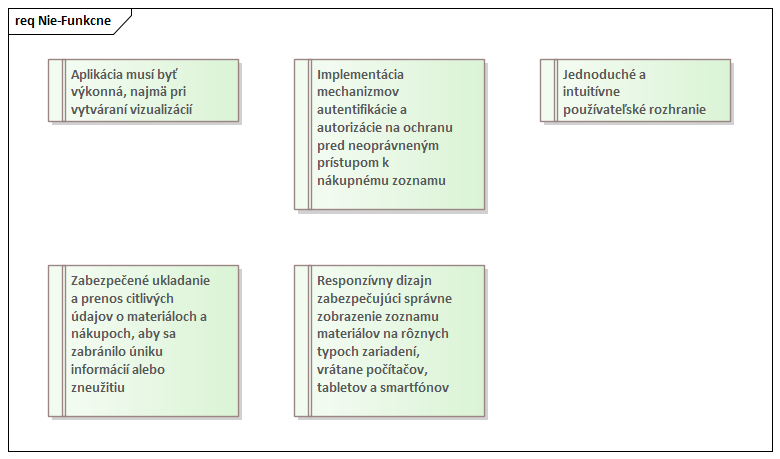 req Nie-Funkcne
Aplikácia musí byť
výkonná, najmä pri
vytváraní vizualizácií
Implementácia
mechanizmov
autentifikácie a
autorizácie na ochranu
pred neoprávneným
prístupom k
nákupnému zoznamu
Jednoduché a
intuitívne
používateľské rozhranie
Zabezpečené ukladanie
a prenos citlivých
údajov o materiáloch a
nákupoch, aby sa
zabránilo úniku
informácií alebo
zneužitiu
Responzívny dizajn
zabezpečujúci správne
zobrazenie zoznamu
materiálov na rôznych
typoch zariadení,
vrátane počítačov,
tabletov a smartfónov